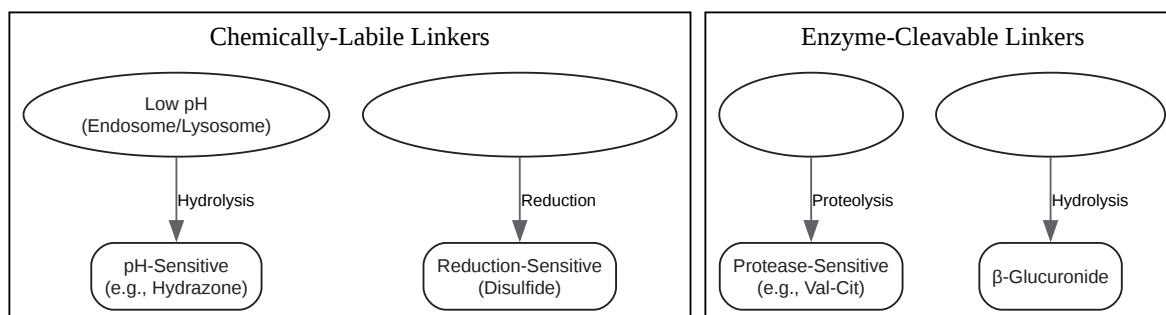 Chemically-Labile Linkers
Enzyme-Cleavable Linkers
Low pH
(Endosome/Lysosome)
Hydrolysis
Reduction
Proteolysis
Hydrolysis
pH-Sensitive
(e.g., Hydrazone)
Reduction-Sensitive
(Disulfide)
Protease-Sensitive
(e.g., Val-Cit)
β-Glucuronide